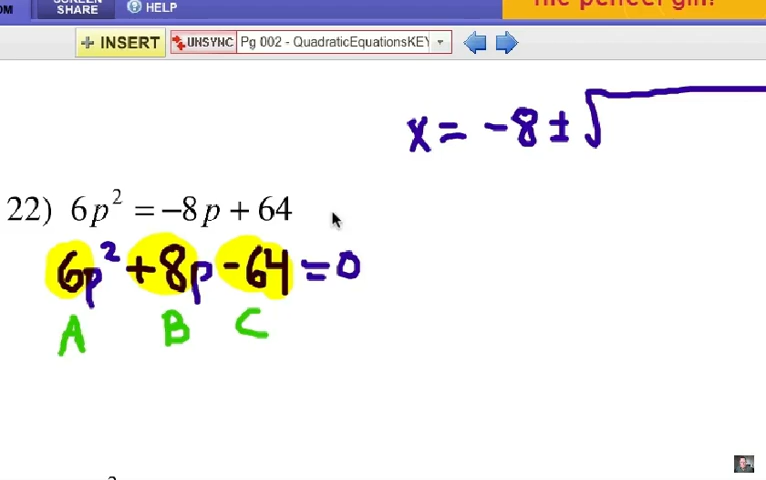 SHARE
HELP
+ INSERT
UNSYNC
Pg 002 - QuadraticEquationsKEY
x = -8 ± √
22) 6p² = -8p + 64
6p² + 8p - 64 = 0
A B C